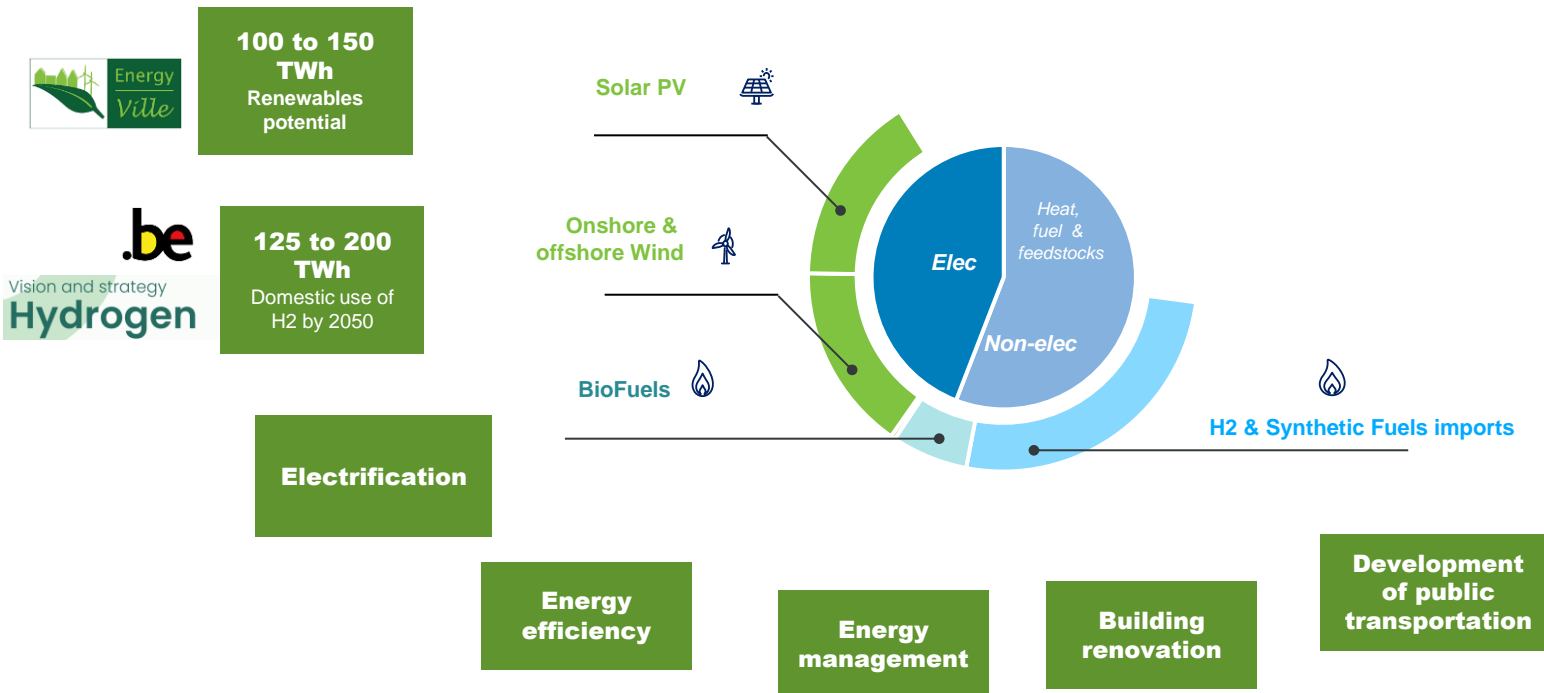 Energy
Ville
100 to 150
TWh
Renewables
potential
.be
Vision and strategy
Hydrogen
125 to 200
TWh
Domestic use of
H2 by 2050
Solar PV
Onshore &
offshore Wind
BioFuels
Elec
Heat,
fuel &
feedstocks
Non-elec
H2 & Synthetic Fuels imports
Electrification
Energy
efficiency
Energy
management
Building
renovation
Development
of public
transportation